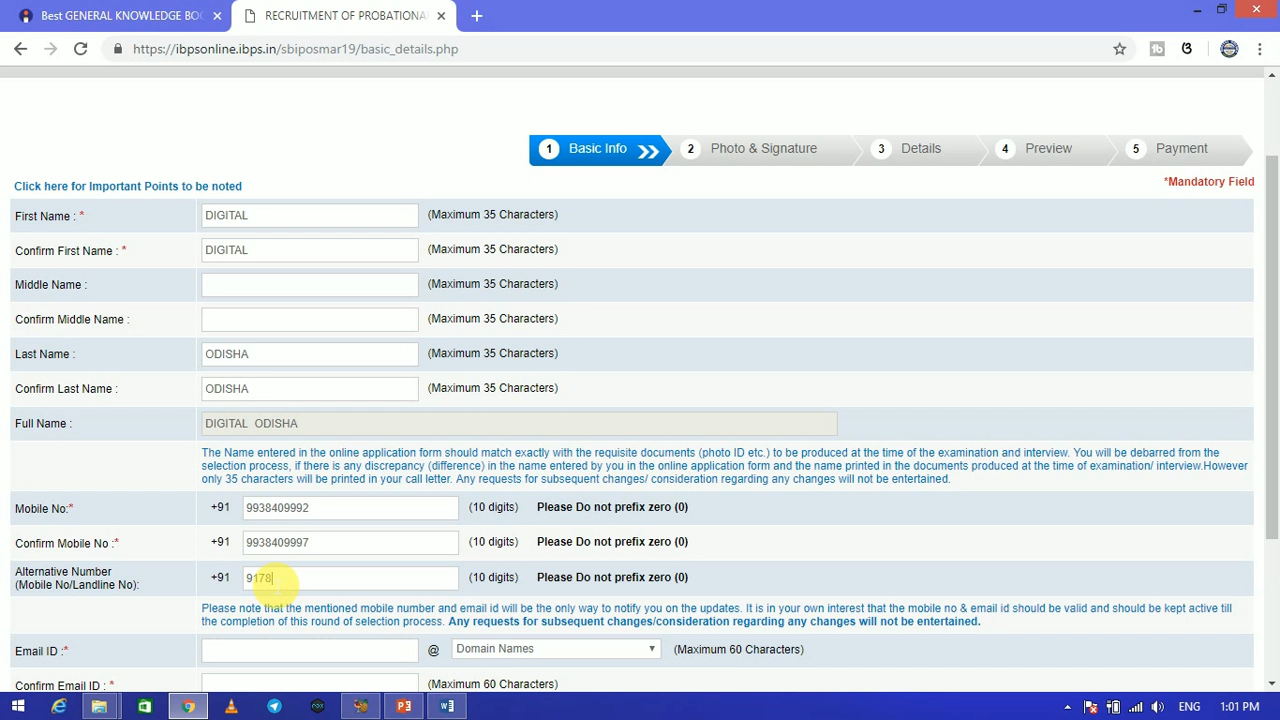 Best GENERAL KNOWLEDGE BOO
RECRUITMENT OF PROBATIONA
https://ibpsonline.ibps.in/sbiposmar19/basic_details.php
1 Basic Info
2 Photo & Signature
3 Details
4 Preview
5 Payment
Click here for Important Points to be noted
*Mandatory Field
First Name : * DIGITAL (Maximum 35 Characters)
Confirm First Name : * DIGITAL (Maximum 35 Characters)
Middle Name : (Maximum 35 Characters)
Confirm Middle Name : (Maximum 35 Characters)
Last Name : ODISHA (Maximum 35 Characters)
Confirm Last Name : ODISHA (Maximum 35 Characters)
Full Name : DIGITAL ODISHA
The Name entered in the online application form should match exactly with the requisite documents (photo ID etc.) to be produced at the time of the examination and interview. You will be debarred from the
selection process, if there is any discrepancy (difference) in the name entered by you in the online application form and the name printed in the documents produced at the time of examination/ interview.However
only 35 characters will be printed in your call letter. Any requests for subsequent changes/ consideration regarding any changes will not be entertained.
Mobile No:* +91 9938409992 (10 digits) Please Do not prefix zero (0)
Confirm Mobile No :* +91 9938409997 (10 digits) Please Do not prefix zero (0)
Alternative Number
(Mobile No/Landline No): +91 9178 (10 digits) Please Do not prefix zero (0)
Please note that the mentioned mobile number and email id will be the only way to notify you on the updates. It is in your own interest that the mobile no & email id should be valid and should be kept active till
the completion of this round of selection process. Any requests for subsequent changes/consideration regarding any changes will not be entertained.
Email ID :* @ Domain Names (Maximum 60 Characters)
Confirm Email ID : * (Maximum 60 Characters)
ENG 1:01 PM